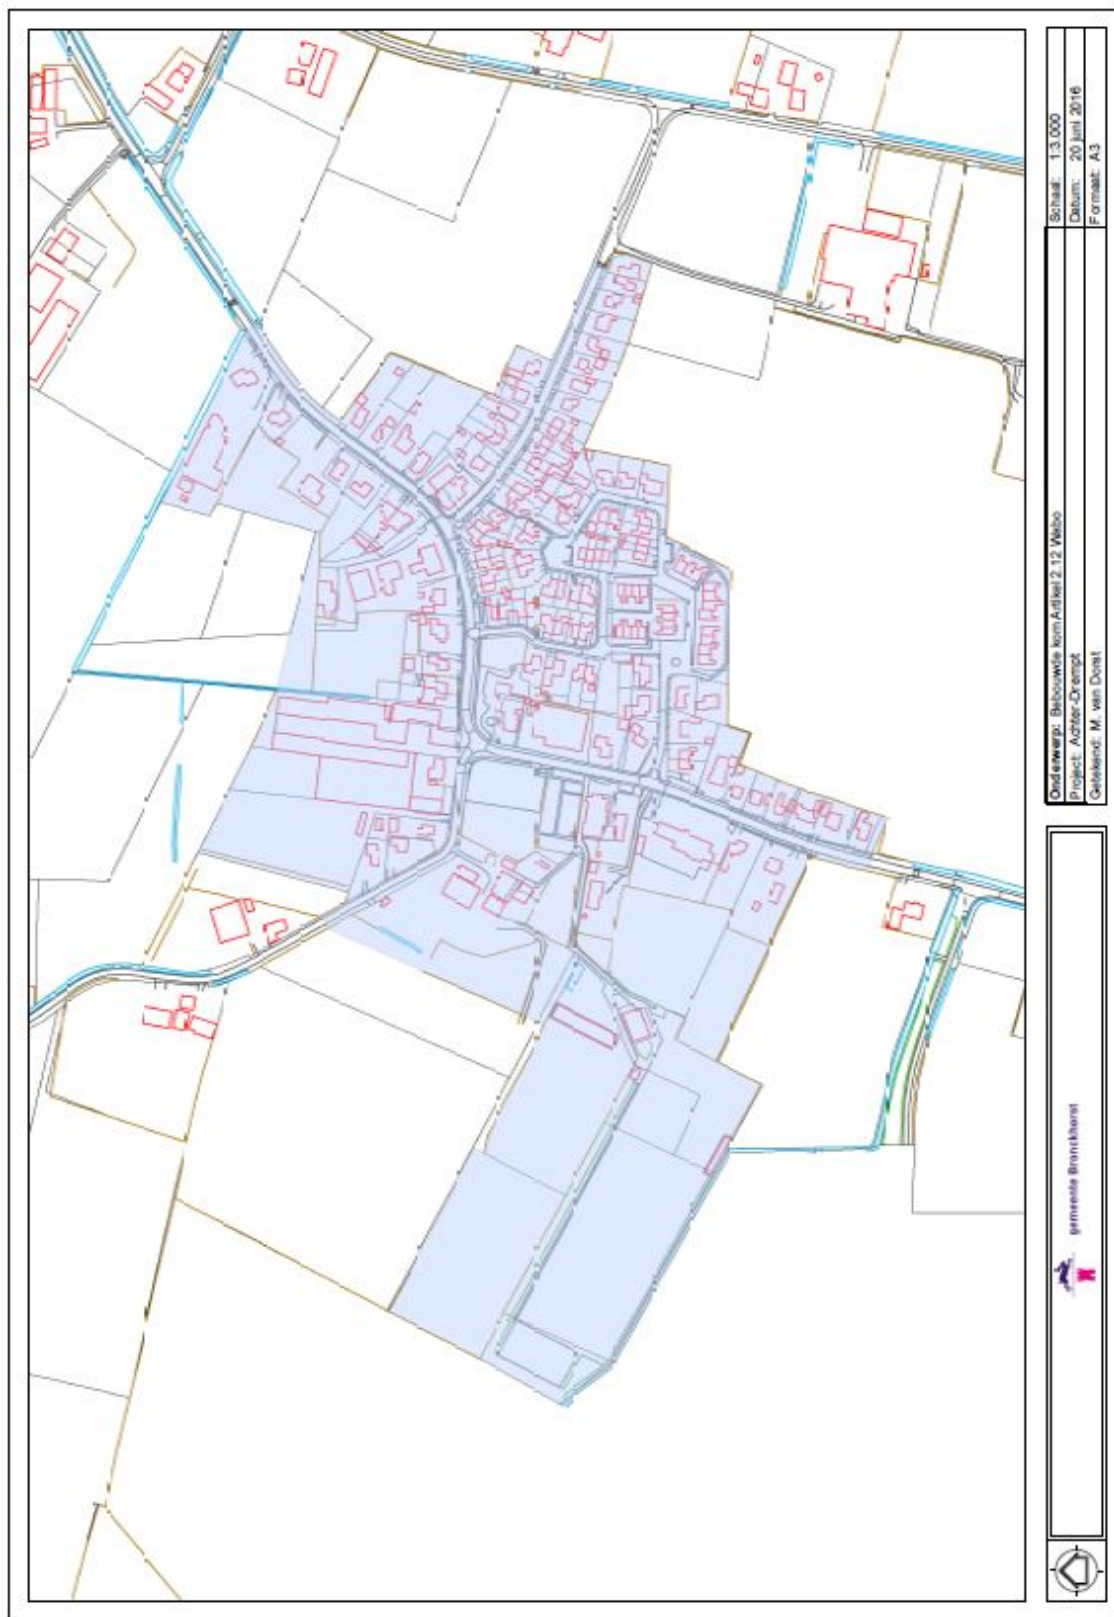 Onderwerp: Bebouwde kom Artikel 2.12 Wabo
Schaal: 1:3.000
Project: Achter-Drempt
Datum: 20 juni 2016
Getekend: M. van Dorst
Formaat: A3
gemeente Bronckhorst